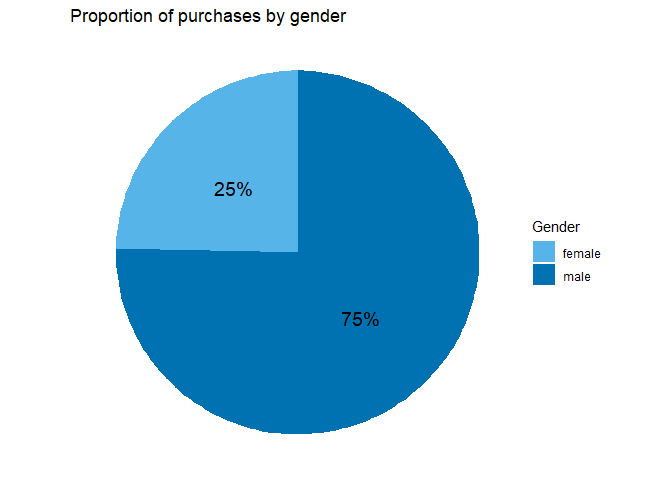 Proportion of purchases by gender
25%
75%
Gender
female
male